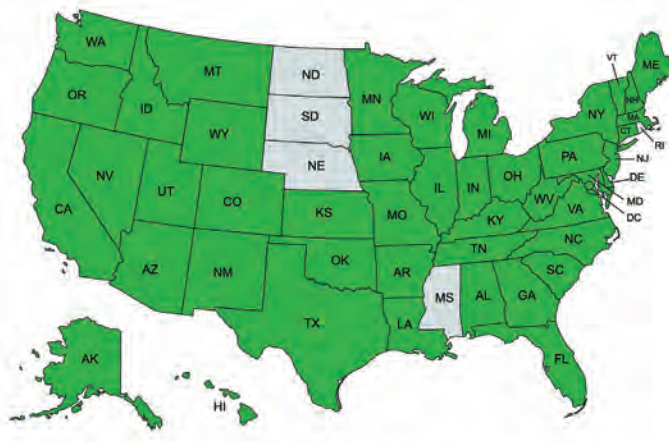 WA
MT
ND
MN
VT
ME
OR
ID
SD
WI
MI
NY
NH
MA
CT
RI
WY
NE
IA
PA
NJ
NV
UT
CO
IL
IN
OH
DE
MD
DC
CA
KS
MO
WV
VA
KY
AZ
NM
OK
AR
TN
NC
SC
TX
LA
MS
AL
GA
AK
HI
FL